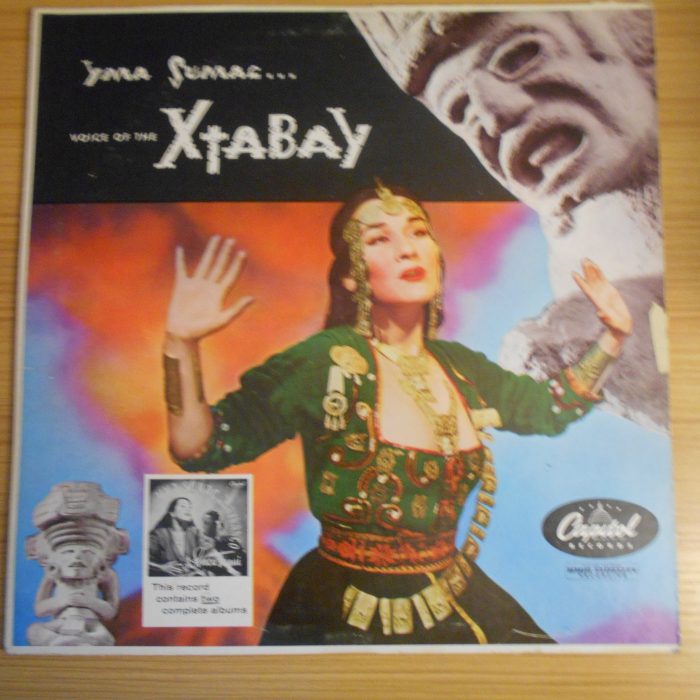 Yma Sumac...
VOICE OF THE XTABAY
This record
contains two
complete albums
Capitol
RECORDS